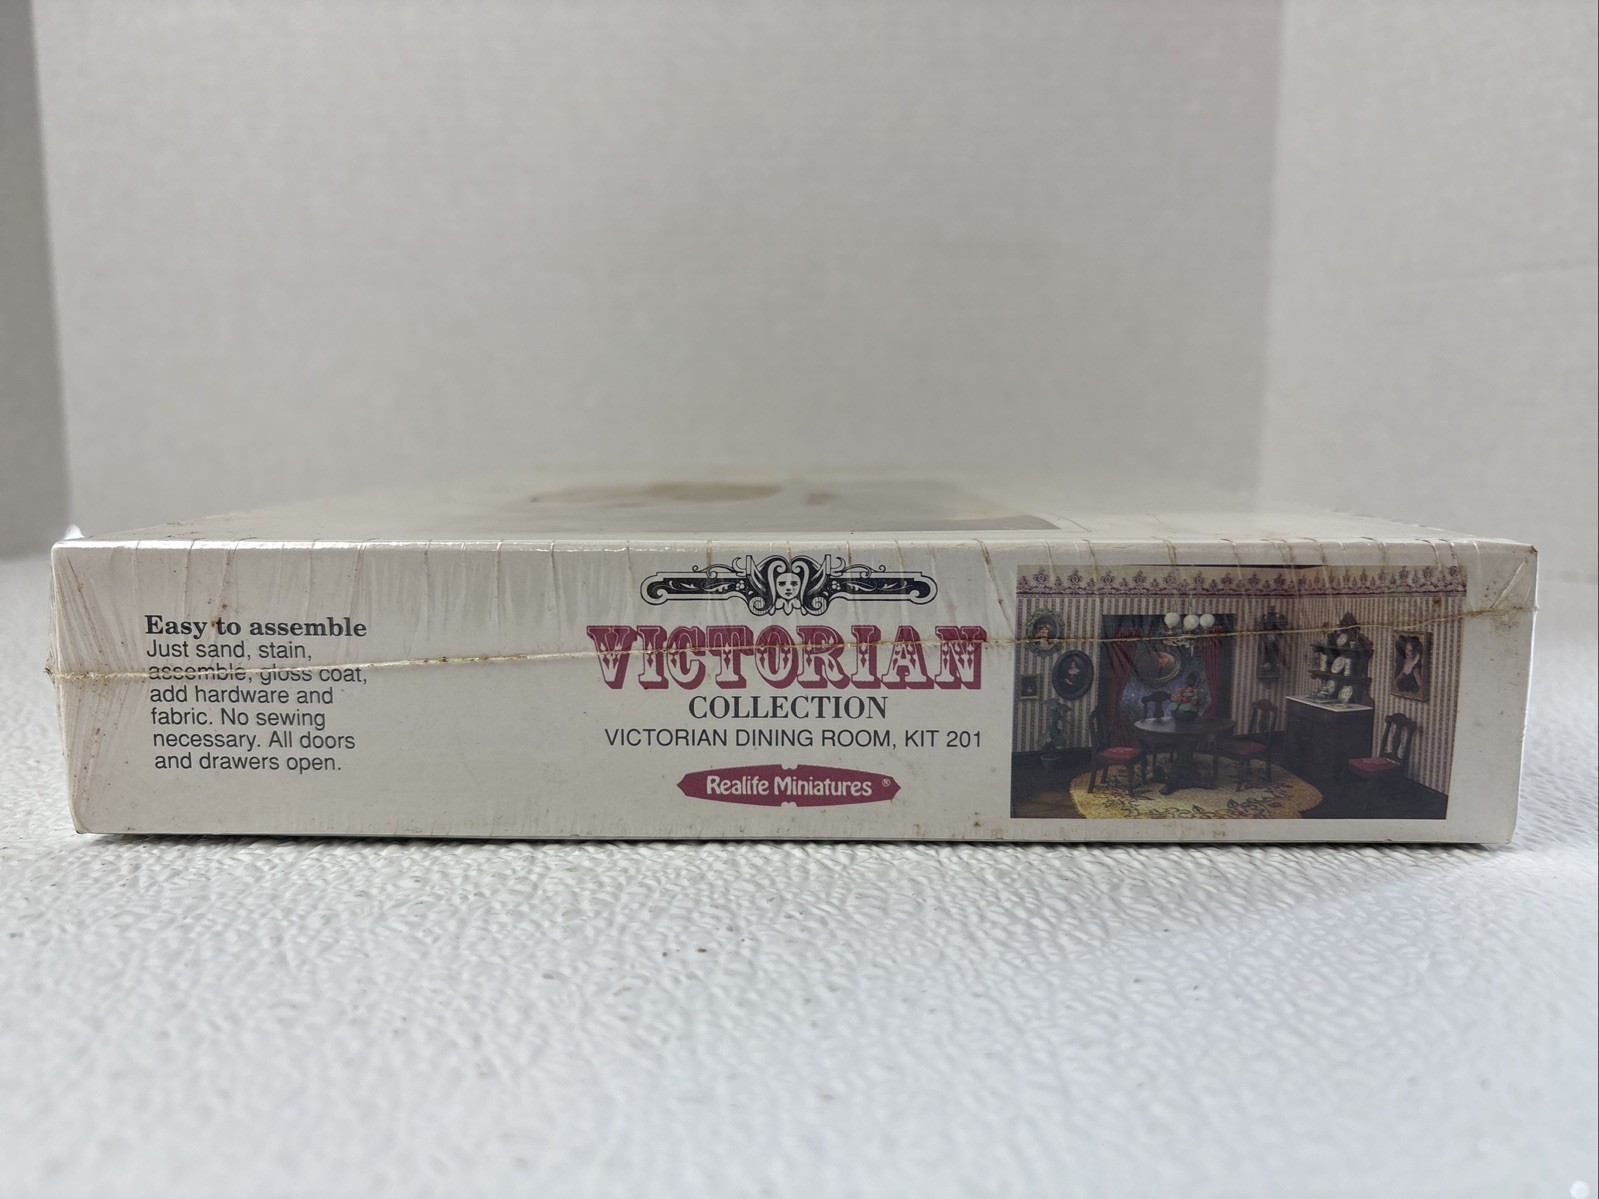 Easy to assemble
Just sand, stain,
assemble, gloss coat,
add hardware and
fabric. No sewing
necessary. All doors
and drawers open.
VICTORIAN
COLLECTION
VICTORIAN DINING ROOM, KIT 201
Realife Miniatures ®